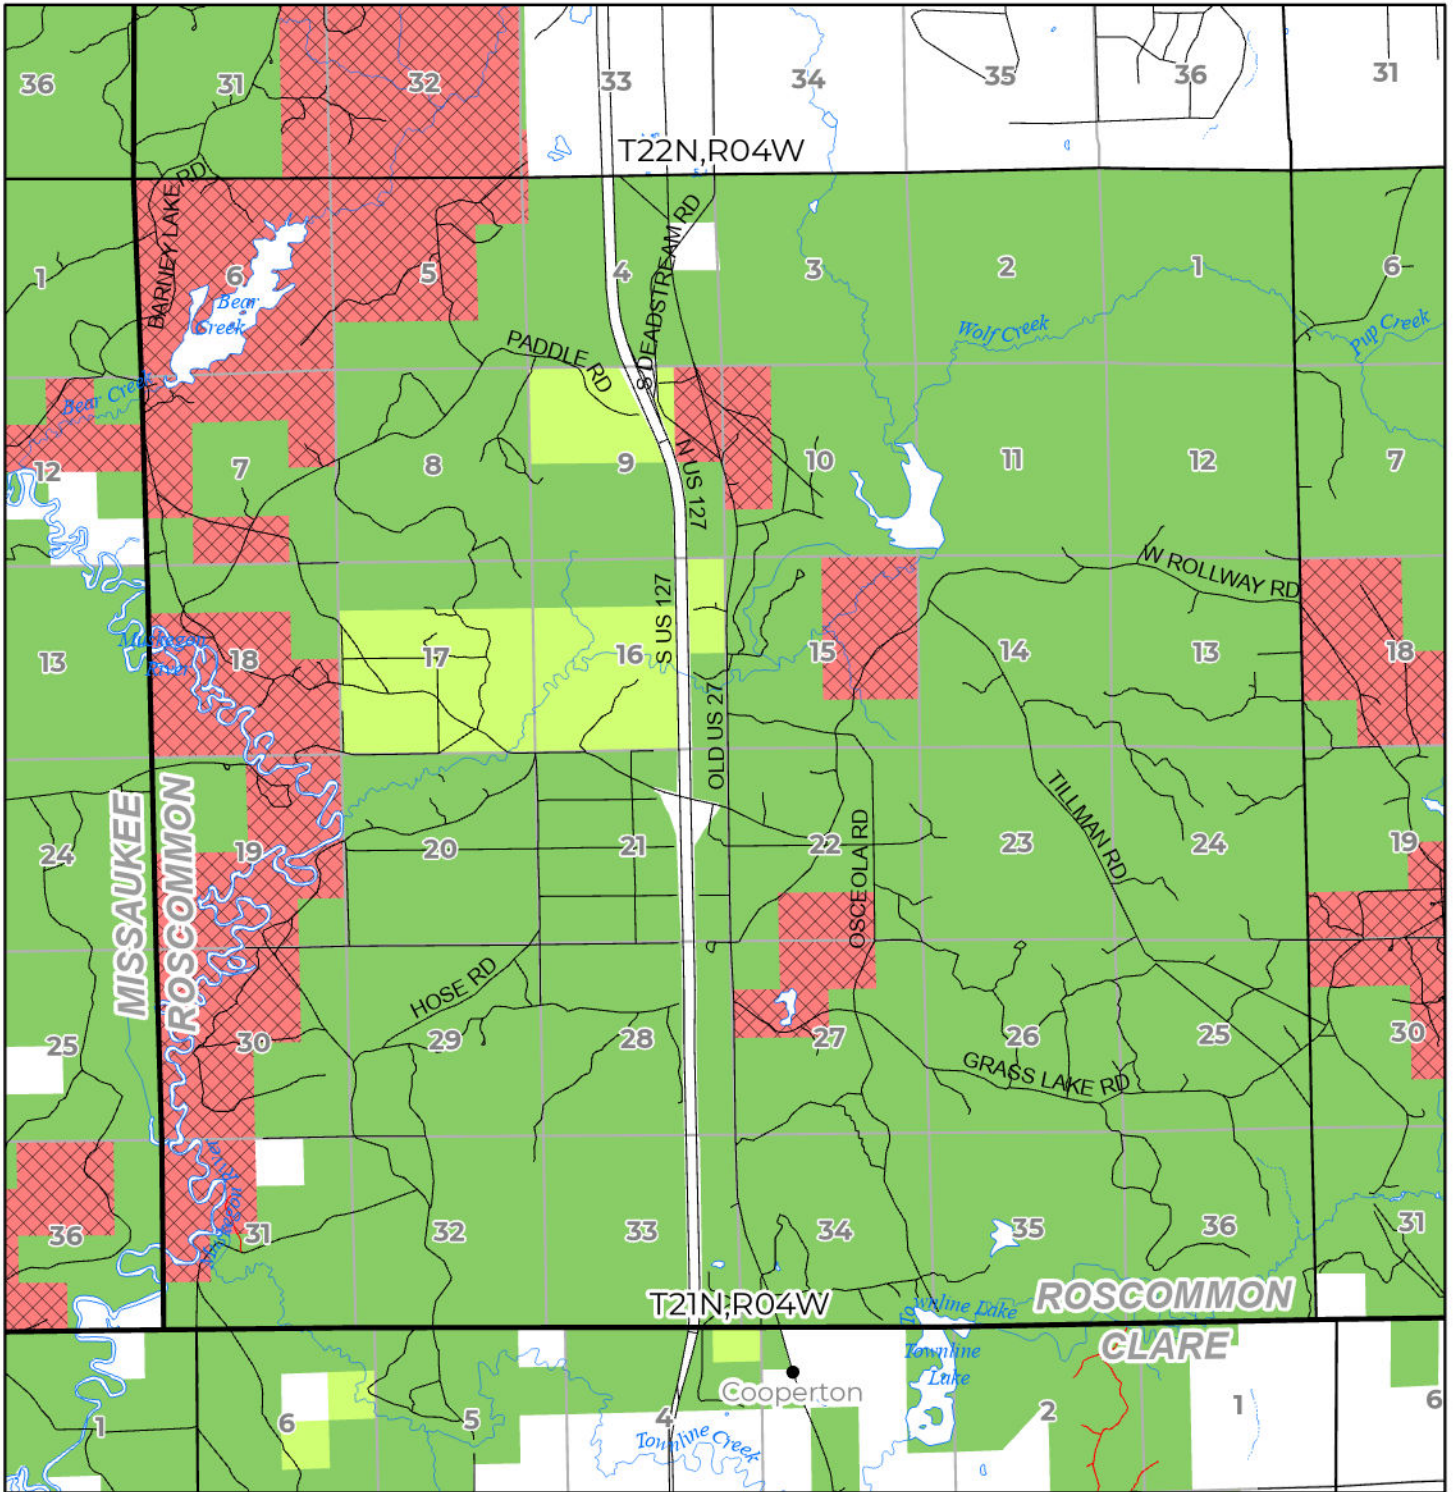 36 31 32 33 34 35 36 31
T22N,R04W
BARNEY LAKE RD
S DEADSTREAM RD
1 6 5 4 3 2 1 6
Bear
Creek
Wolf Creek
Pup Creek
PADDLE RD
Bear Creek
12 7 8 9 10 11 12 7
N US 127
W ROLLWAY RD
S US 127
Muskegon
River
13 18 17 16 15 14 13 18
OLD US 27
MISSAUKEE
ROSCOMMON
TILLMAN RD
OSCEOLA RD
24 19 20 21 22 23 24 19
HOSE RD
25 30 29 28 27 26 25 30
GRASS LAKE RD
Muskegon River
36 31 32 33 34 35 36 31
T21N,R04W
Townline Lake
ROSCOMMON
CLARE
Townline
Lake
Cooperton
1 6 5 4 2 1 6
Townline Creek